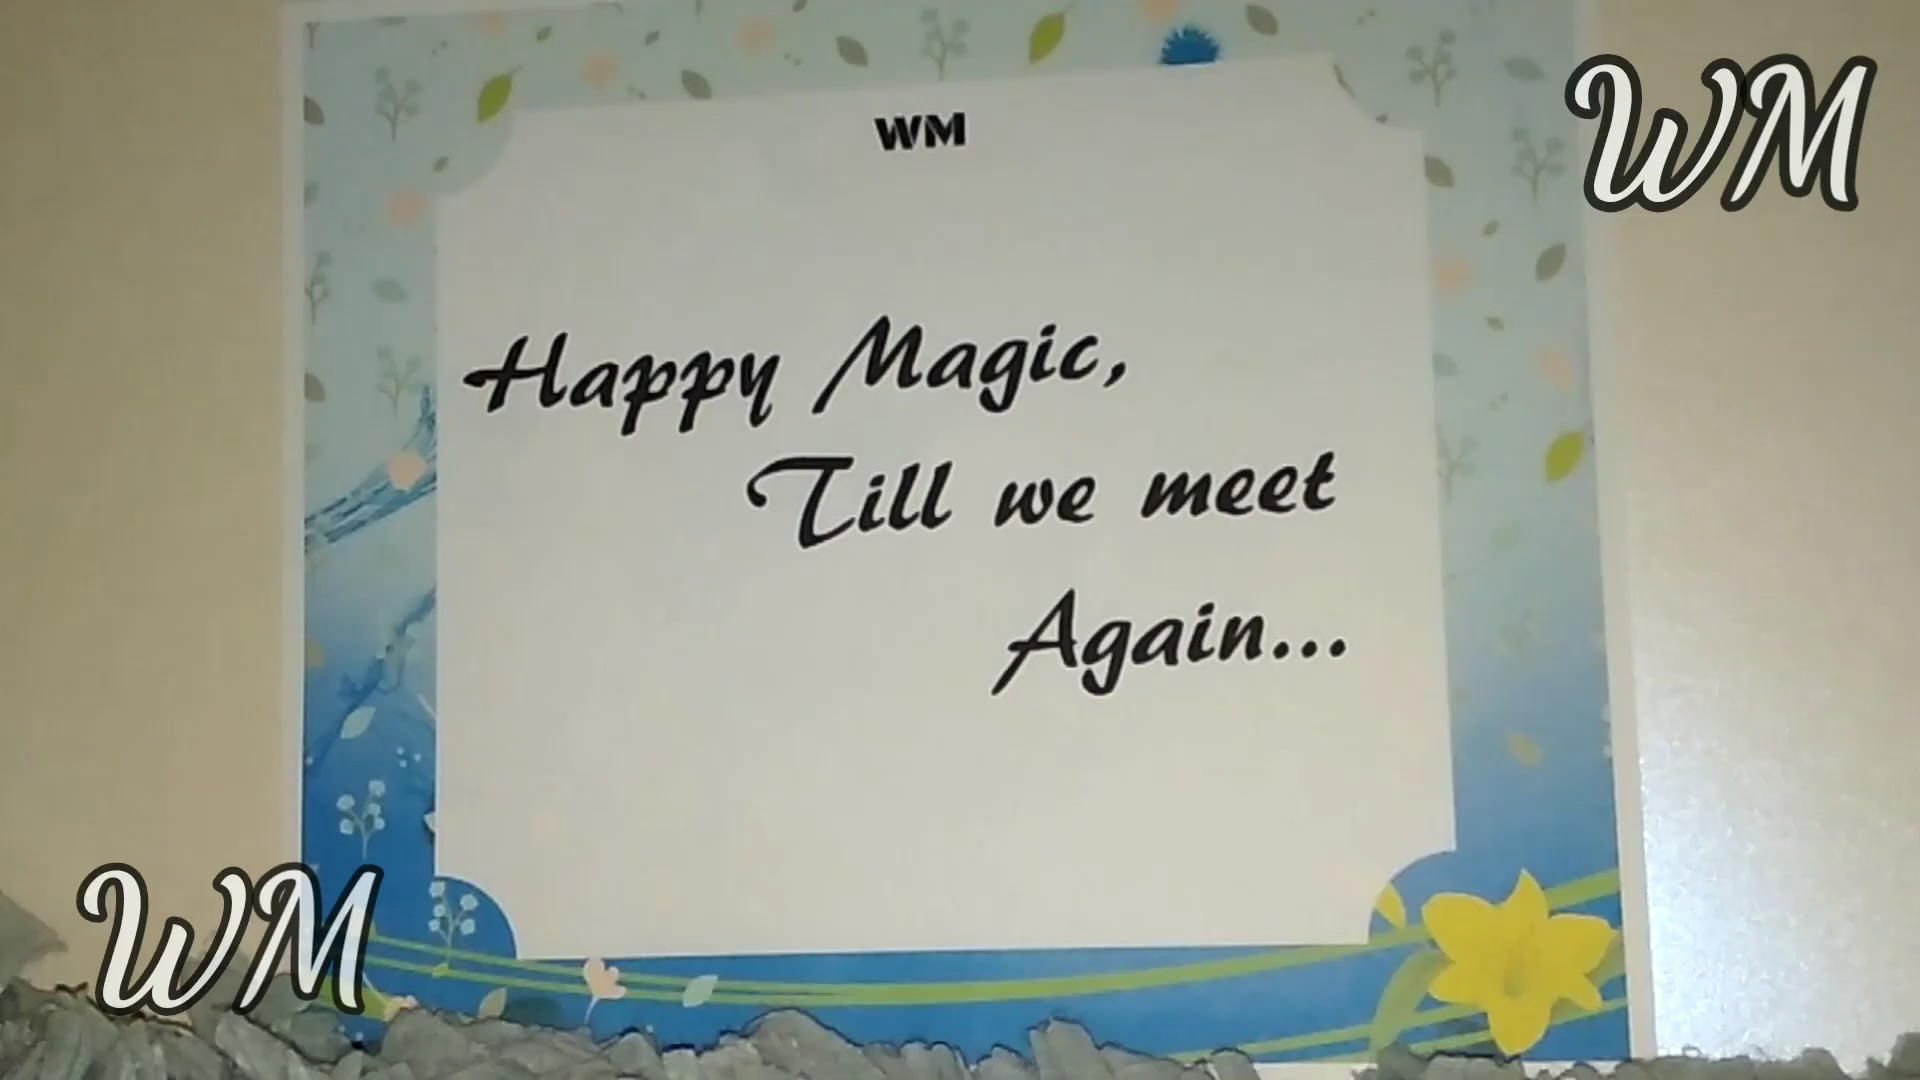 WM
WM
Happy Magic,
Till we meet
Again...
WM